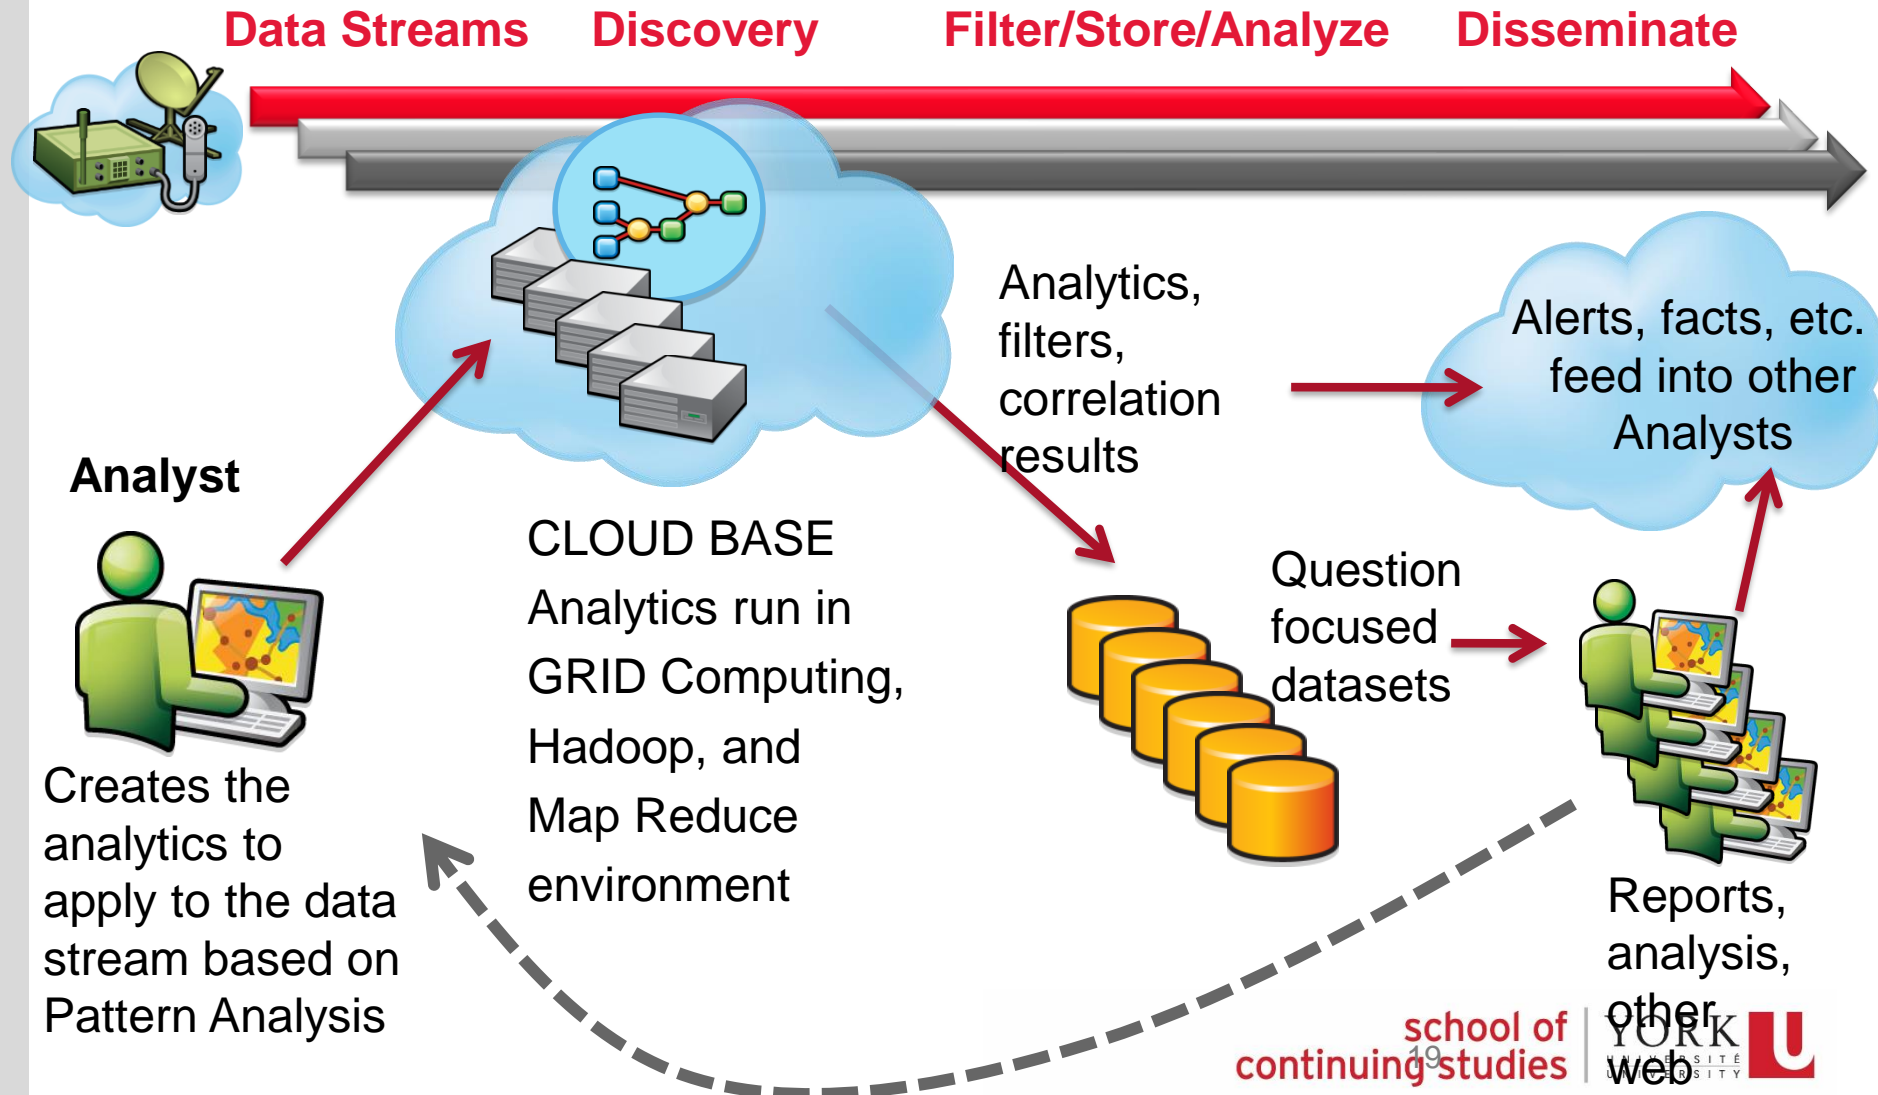 Data Streams Discovery Filter/Store/Analyze Disseminate
Analytics,
filters,
correlation
results
Alerts, facts, etc.
feed into other
Analysts
Analyst
CLOUD BASE
Analytics run in
GRID Computing,
Hadoop, and
Map Reduce
environment
Question
focused
datasets
Creates the
analytics to
apply to the data
stream based on
Pattern Analysis
Reports,
analysis,
other
web
school of
continuing studies
19
YORK
UNIVERSITÉ
UNIVERSITY
U